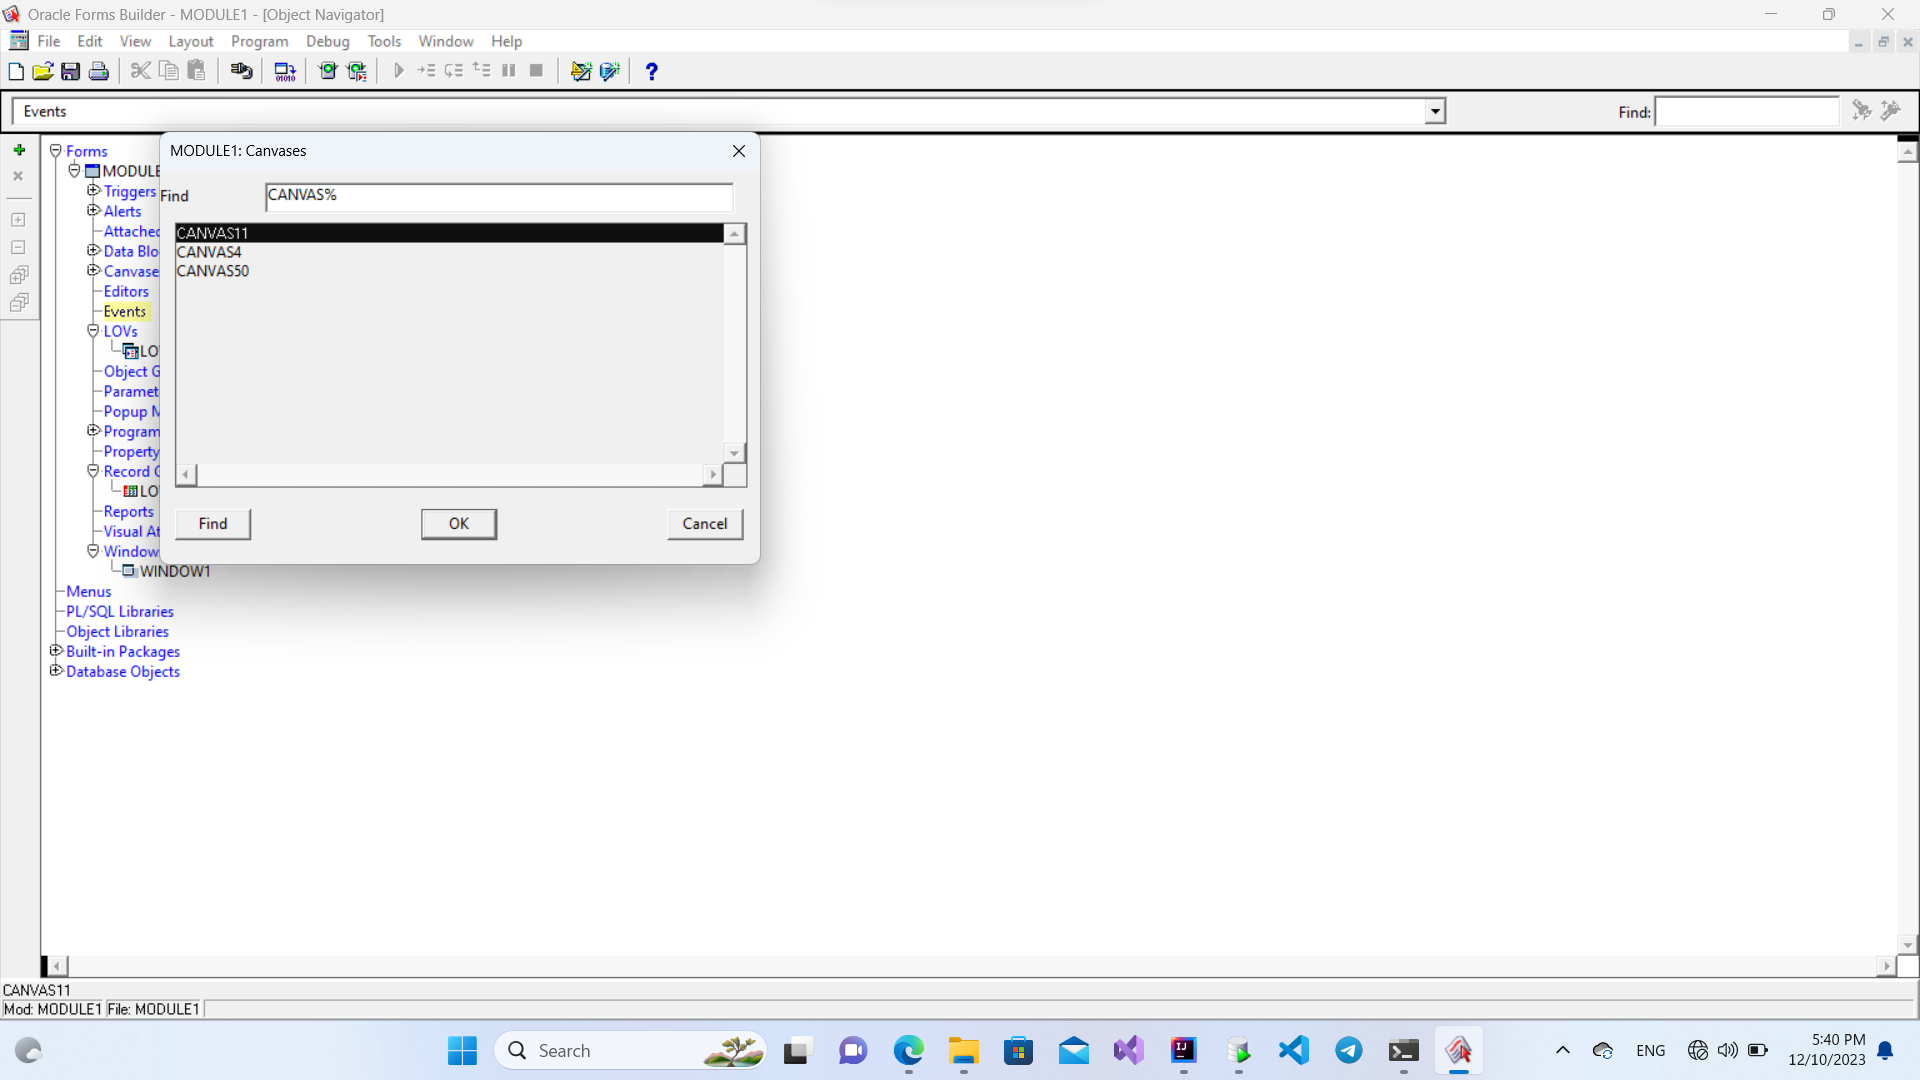 Oracle Forms Builder - MODULE1 - [Object Navigator]
File Edit View Layout Program Debug Tools Window Help
Events
Find:
Forms
MODULE
Triggers
Alerts
Attached
Data Blo
Canvase
Editors
Events
LOVs
LO
Object G
Paramet
Popup M
Program
Property
Record G
LO
Reports
Visual At
Window
WINDOW1
Menus
PL/SQL Libraries
Object Libraries
Built-in Packages
Database Objects
MODULE1: Canvases
Find CANVAS%
CANVAS11
CANVAS4
CANVAS50
Find OK Cancel
CANVAS11
Mod: MODULE1 File: MODULE1
Search
ENG
5:40 PM
12/10/2023